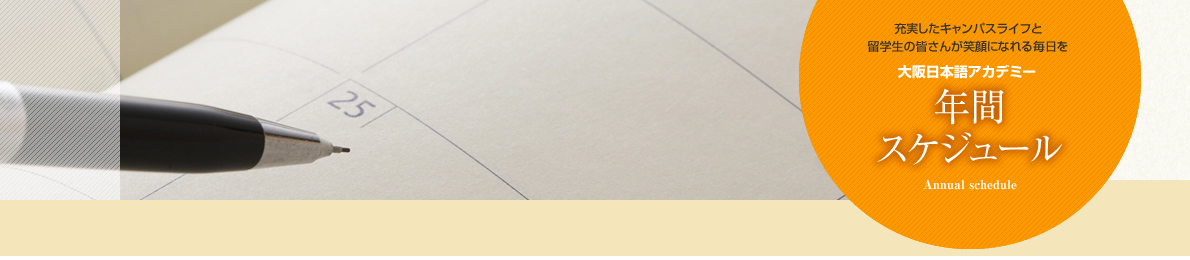 25
充実したキャンパスライフと
留学生の皆さんが笑顔になれる毎日を
大阪日本語アカデミー
年間
スケジュール
Annual schedule